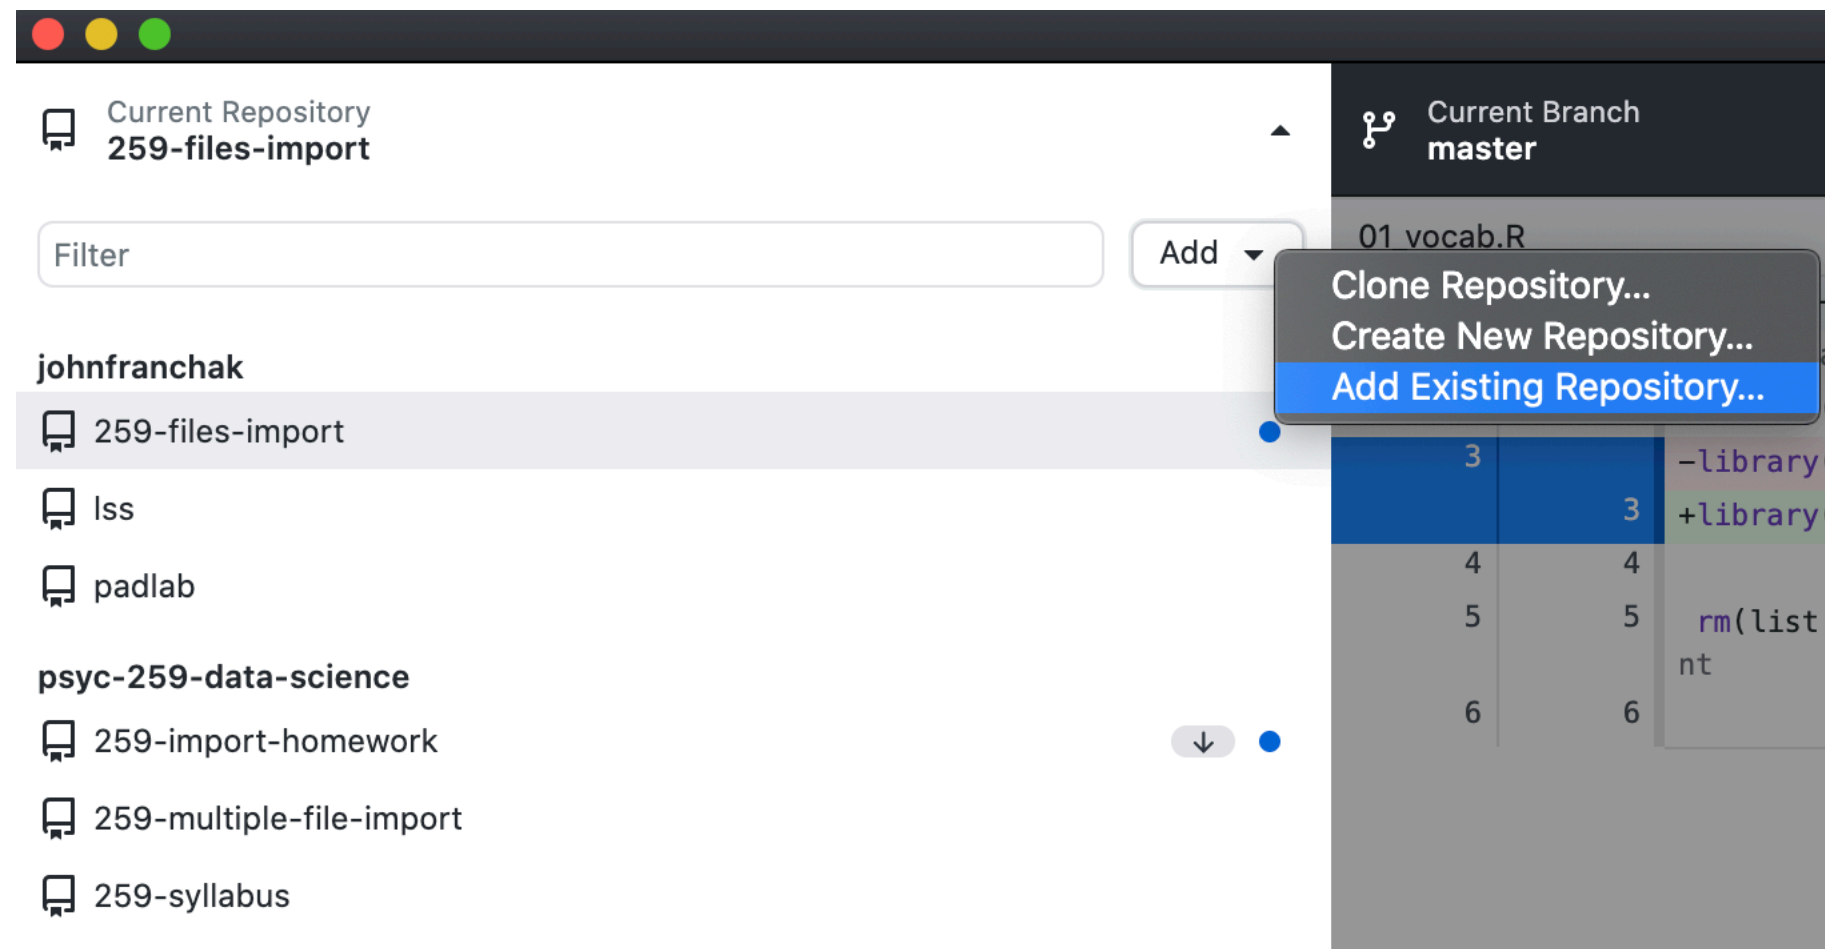 Current Repository
259-files-import
Current Branch
master
Filter
Add
01_vocab.R
Clone Repository...
Create New Repository...
Add Existing Repository...
johnfranchak
259-files-import
lss
padlab
psyc-259-data-science
259-import-homework
259-multiple-file-import
259-syllabus
3 -library
3 +library
4 4
5 5 rm(list
nt
6 6